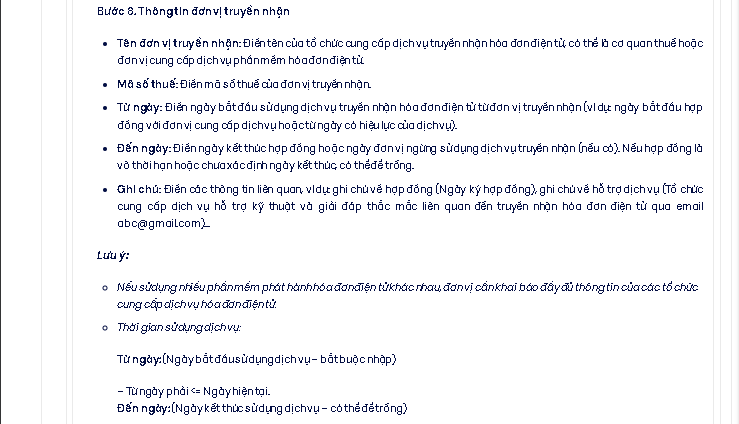 Bước 8. Thông tin đơn vị truyền nhận
Tên đơn vị truyền nhận: Điền tên của tổ chức cung cấp dịch vụ truyền nhận hóa đơn điện tử, có thể là cơ quan thuế hoặc
đơn vị cung cấp dịch vụ phần mềm hóa đơn điện tử.
Mã số thuế: Điền mã số thuế của đơn vị truyền nhận.
Từ ngày: Điền ngày bắt đầu sử dụng dịch vụ truyền nhận hóa đơn điện tử từ đơn vị truyền nhận (ví dụ: ngày bắt đầu hợp
đồng với đơn vị cung cấp dịch vụ hoặc từ ngày có hiệu lực của dịch vụ).
Đến ngày: Điền ngày kết thúc hợp đồng hoặc ngày đơn vị ngừng sử dụng dịch vụ truyền nhận (nếu có). Nếu hợp đồng là
vô thời hạn hoặc chưa xác định ngày kết thúc, có thể để trống.
Ghi chú: Điền các thông tin liên quan, ví dụ: ghi chú về hợp đồng (Ngày ký hợp đồng), ghi chú về hỗ trợ dịch vụ (Tổ chức
cung cấp dịch vụ hỗ trợ kỹ thuật và giải đáp thắc mắc liên quan đến truyền nhận hóa đơn điện tử qua email
abc@gmail.com)...
Lưu ý:
Nếu sử dụng nhiều phần mềm phát hành hóa đơn điện tử khác nhau, đơn vị cần khai báo đầy đủ thông tin của các tổ chức
cung cấp dịch vụ hóa đơn điện tử.
Thời gian sử dụng dịch vụ:
Từ ngày: (Ngày bắt đầu sử dụng dịch vụ – bắt buộc nhập)
– Từ ngày phải <= Ngày hiện tại.
Đến ngày: (Ngày kết thúc sử dụng dịch vụ – có thể để trống)